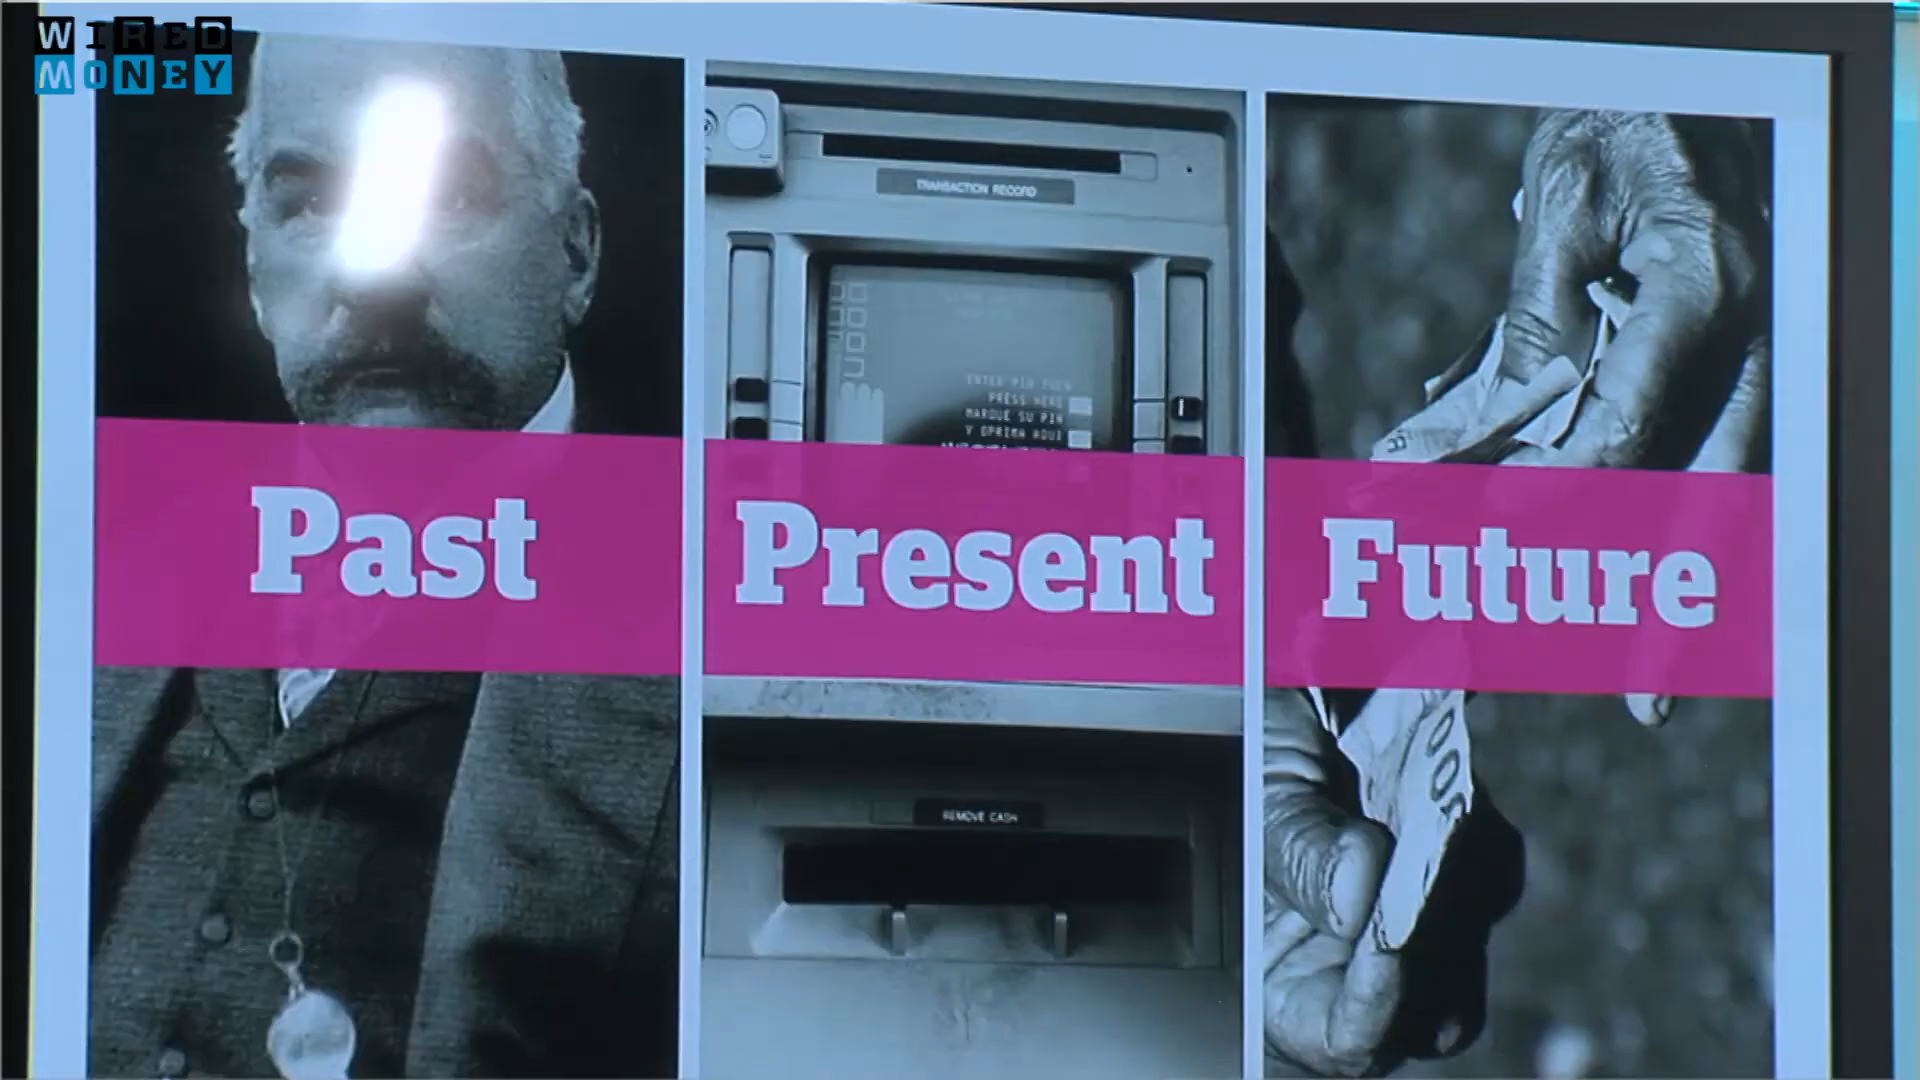 WIRED
MONEY
TRANSACTION RECORD
ENTER PIN THEN
PRESS HERE
MARQUE SU PIN
Y OPRIMA AQUI
Past
Present
Future
REMOVE CASH